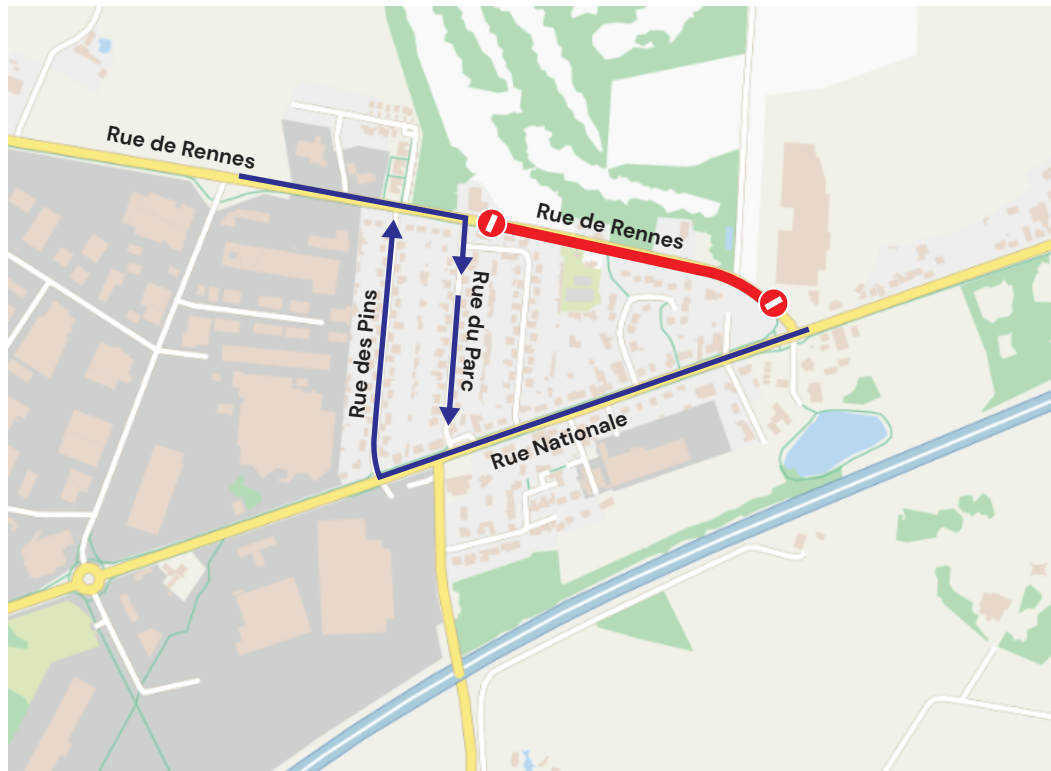 Rue de Rennes
Rue de Rennes
Rue des Pins
Rue du Parc
Rue Nationale